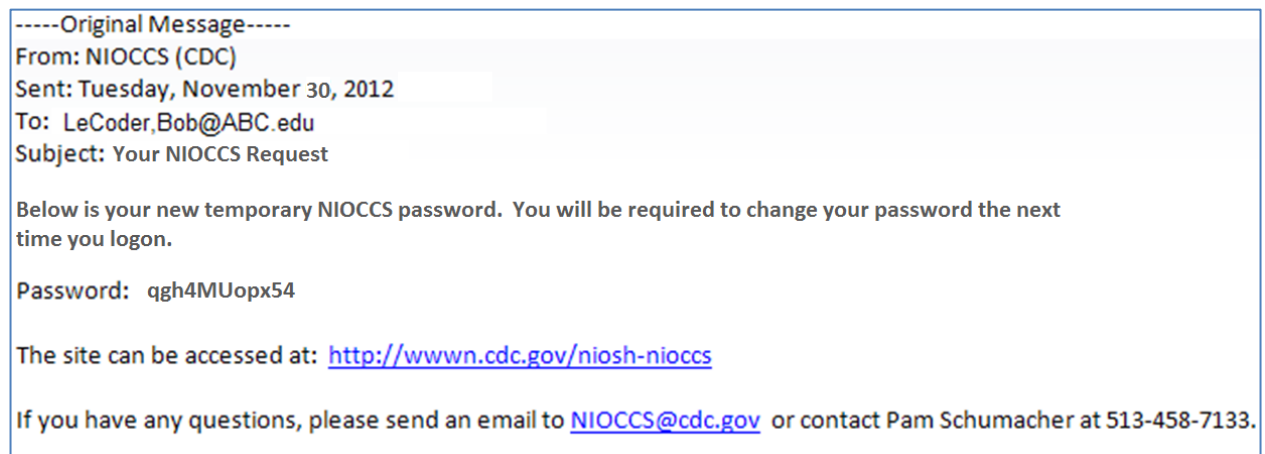 -----Original Message-----
From: NIOCCS (CDC)
Sent: Tuesday, November 30, 2012
To: LeCoder,Bob@ABC.edu
Subject: Your NIOCCS Request
Below is your new temporary NIOCCS password. You will be required to change your password the next
time you logon.
Password: qgh4MUopx54
The site can be accessed at: http://wwwn.cdc.gov/niosh-nioccs
If you have any questions, please send an email to NIOCCS@cdc.gov or contact Pam Schumacher at 513-458-7133.